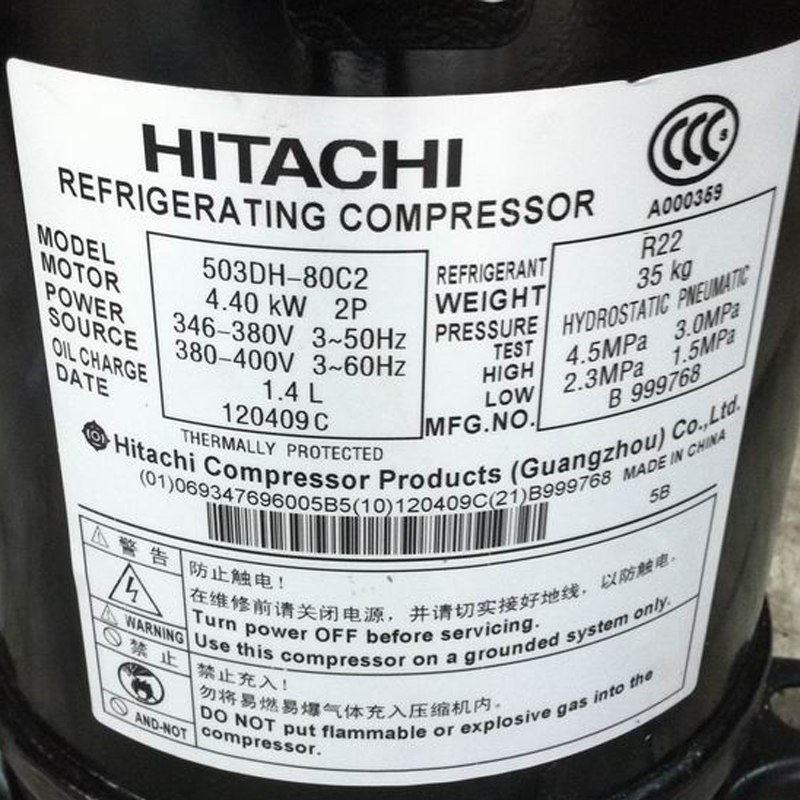 HITACHI
REFRIGERATING COMPRESSOR
CCC S
A000359
MODEL 503DH-80C2
MOTOR 4.40 kW 2P
POWER SOURCE 346-380V 3~50Hz
380-400V 3~60Hz
OIL CHARGE 1.4 L
DATE 120409C
REFRIGERANT R22
WEIGHT 35 kg
PRESSURE TEST HYDROSTATIC PNEUMATIC
HIGH 4.5MPa 3.0MPa
LOW 2.3MPa 1.5MPa
MFG.NO. B 999768
THERMALLY PROTECTED
Hitachi Compressor Products (Guangzhou) Co.,Ltd.
(01)069347696005B5(10)120409C(21)B999768
MADE IN CHINA
5B
警告
WARNING
防止触电!
在维修前请关闭电源，并请切实接好地线，以防触电。
Turn power OFF before servicing.
Use this compressor on a grounded system only.
禁止
AND-NOT
禁止充入!
勿将易燃易爆气体充入压缩机内。
DO NOT put flammable or explosive gas into the
compressor.